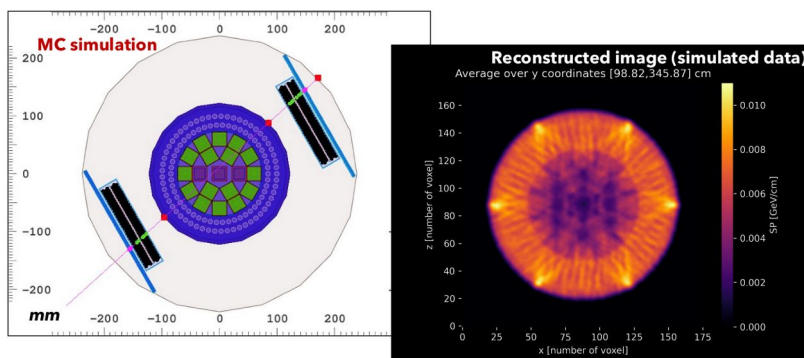 −200 −100 0 100 200
MC simulation
200
100
0
−100
−200
mm
−200 −100 0 100 200
Reconstructed image (simulated data)
Average over y coordinates [98.82,345.87] cm
160
140
120
100
80
60
40
20
0
z [number of voxel]
25 50 75 100 125 150 175
x [number of voxel]
0.010
0.008
0.006
0.004
0.002
0.000
SP [GeV/cm]